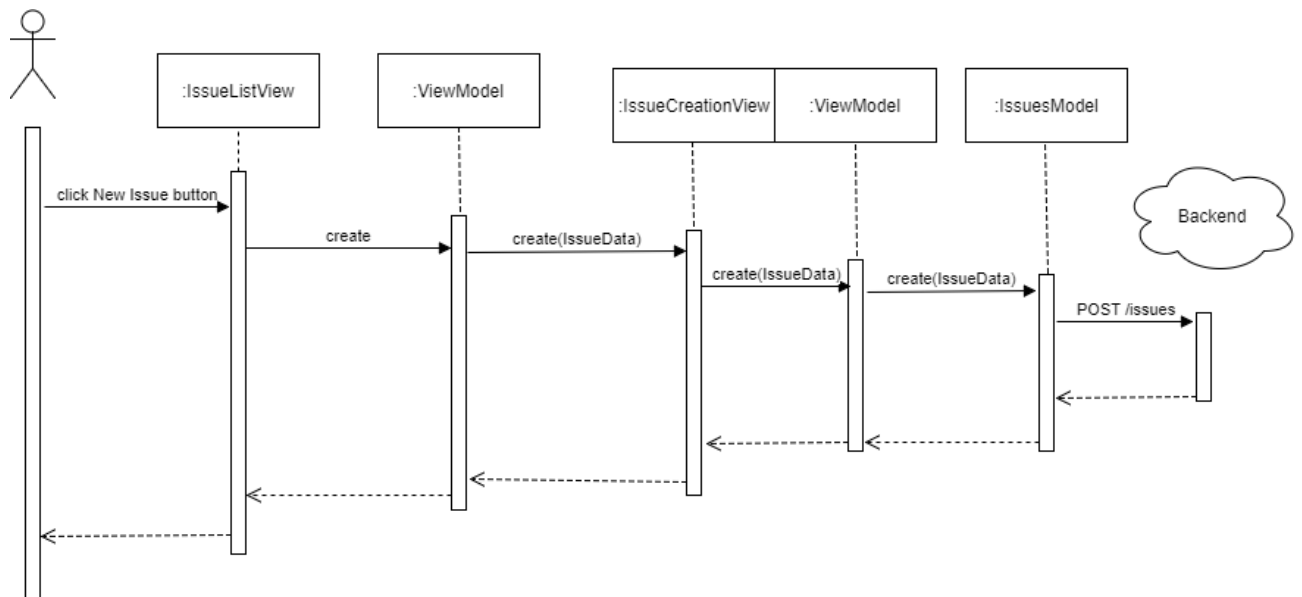 :IssueListView
:ViewModel
:IssueCreationView
:ViewModel
:IssuesModel
Backend
click New Issue button
create
create(IssueData)
create(IssueData)
create(IssueData)
POST /issues